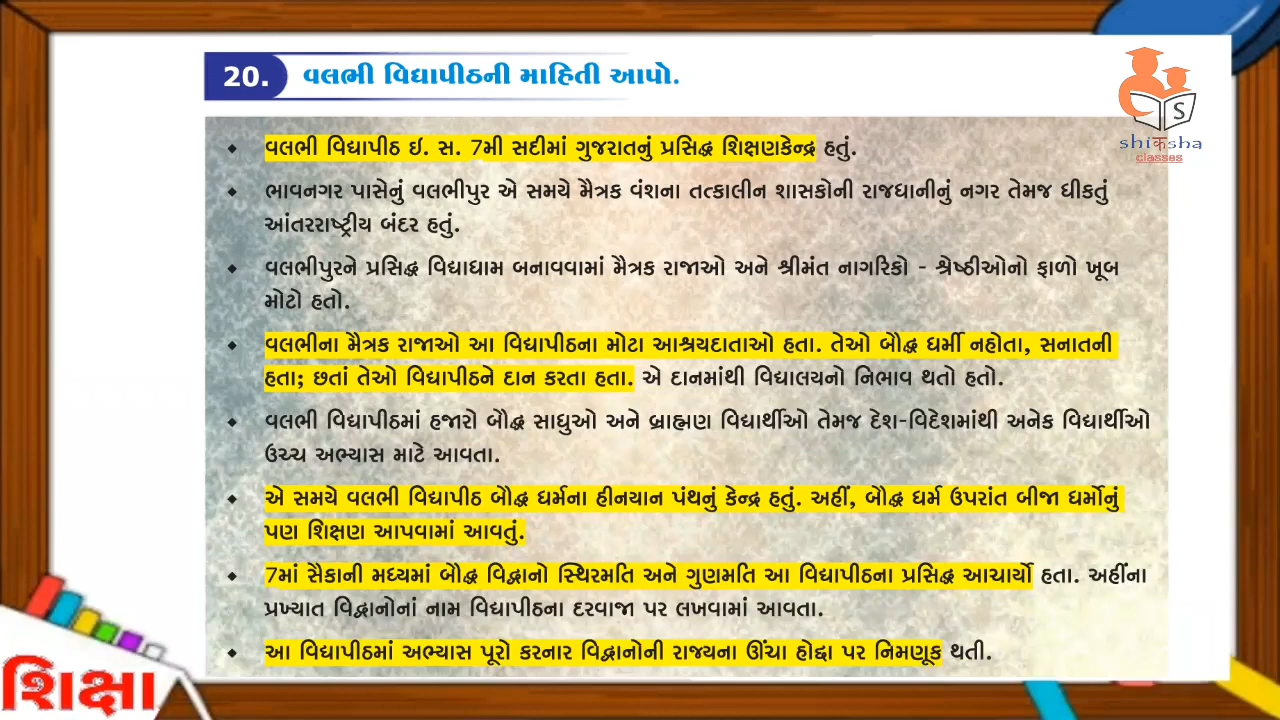 20. વલભી વિદ્યાપીઠની માહિતી આપો.
shiक्sha
classes
◆ વલભી વિદ્યાપીઠ ઈ. સ. 7મી સદીમાં ગુજરાતનું પ્રસિદ્ધ શિક્ષણકેન્દ્ર હતું.
◆ ભાવનગર પાસેનું વલભીપુર એ સમયે મૈત્રક વંશના તત્કાલીન શાસકોની રાજધાનીનું નગર તેમજ ધીકતું
આંતરરાષ્ટ્રીય બંદર હતું.
◆ વલભીપુરને પ્રસિદ્ધ વિદ્યાધામ બનાવવામાં મૈત્રક રાજાઓ અને શ્રીમંત નાગરિકો - શ્રેષ્ઠીઓનો ફાળો ખૂબ
મોટો હતો.
◆ વલભીના મૈત્રક રાજાઓ આ વિદ્યાપીઠના મોટા આશ્રયદાતાઓ હતા. તેઓ બૌદ્ધ ધર્મી નહોતા, સનાતની
હતા; છતાં તેઓ વિદ્યાપીઠને દાન કરતા હતા. એ દાનમાંથી વિદ્યાલયનો નિભાવ થતો હતો.
◆ વલભી વિદ્યાપીઠમાં હજારો બૌદ્ધ સાધુઓ અને બ્રાહ્મણ વિદ્યાર્થીઓ તેમજ દેશ-વિદેશમાંથી અનેક વિદ્યાર્થીઓ
ઉચ્ચ અભ્યાસ માટે આવતા.
◆ એ સમયે વલભી વિદ્યાપીઠ બૌદ્ધ ધર્મના હીનયાન પંથનું કેન્દ્ર હતું. અહીં, બૌદ્ધ ધર્મ ઉપરાંત બીજા ધર્મોનું
પણ શિક્ષણ આપવામાં આવતું.
◆ 7માં સૈકાની મધ્યમાં બૌદ્ધ વિદ્વાનો સ્થિરમતિ અને ગુણમતિ આ વિદ્યાપીઠના પ્રસિદ્ધ આચાર્યો હતા. અહીંના
પ્રખ્યાત વિદ્વાનોનાં નામ વિદ્યાપીઠના દરવાજા પર લખવામાં આવતા.
◆ આ વિદ્યાપીઠમાં અભ્યાસ પૂરો કરનાર વિદ્વાનોની રાજ્યના ઊંચા હોદ્દા પર નિમણૂક થતી.
શિક્ષા